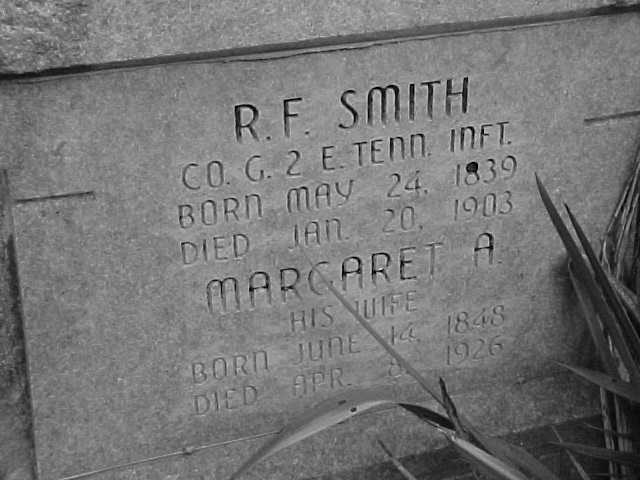 R. F. SMITH
CO. G. 2 E. TENN. INFT.
BORN MAY 24, 1839
DIED JAN. 20, 1903
MARGARET A.
HIS WIFE
BORN JUNE 14, 1848
DIED APR. 8, 1926